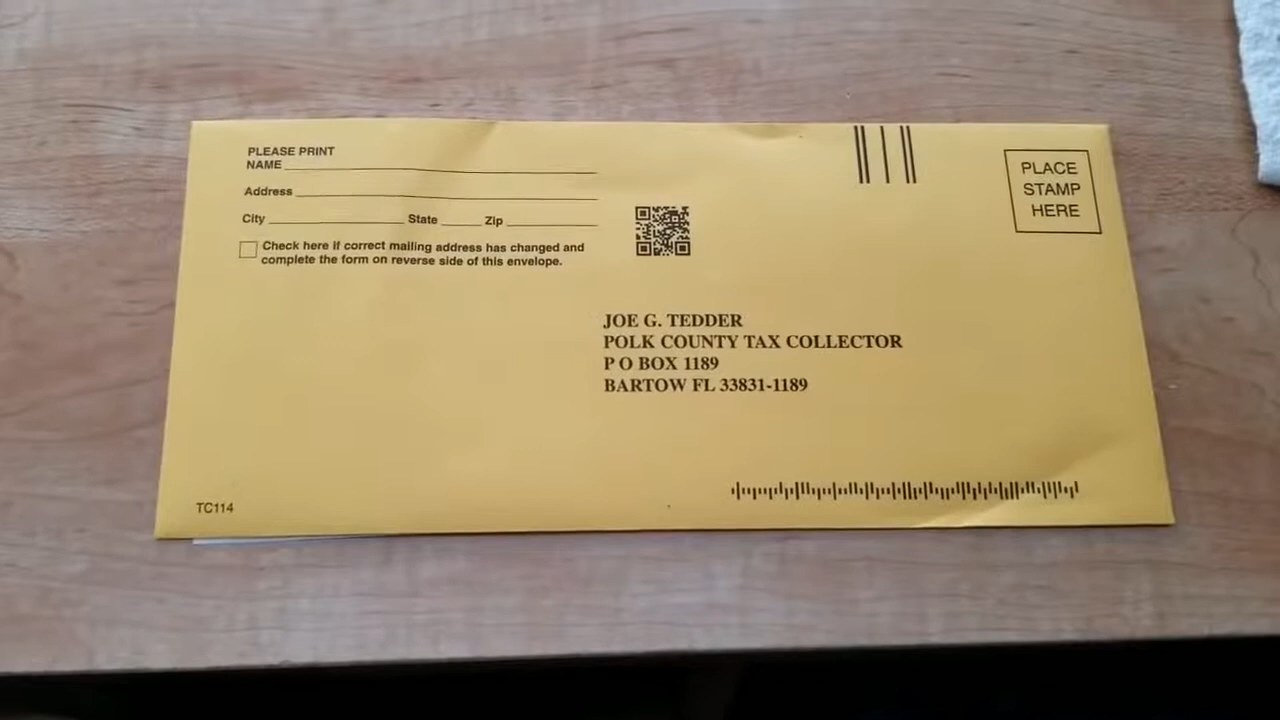 PLEASE PRINT
NAME
Address
City State Zip
Check here if correct mailing address has changed and
complete the form on reverse side of this envelope.
PLACE
STAMP
HERE
JOE G. TEDDER
POLK COUNTY TAX COLLECTOR
P O BOX 1189
BARTOW FL 33831-1189
TC114